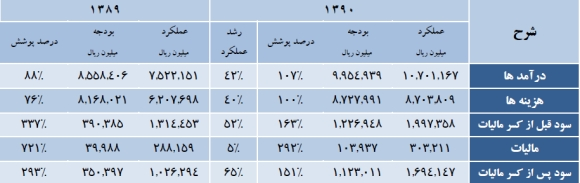 شرح ۱۳۹۰ ۱۳۸۹
عملکرد میلیون ریال بودجه میلیون ریال درصد پوشش رشد عملکرد عملکرد میلیون ریال بودجه میلیون ریال درصد پوشش
درآمد ها ۱۰.۷۰۱.۱۶۷ ۹.۹۵۴.۹۳۹ ۱۰۷٪ ۴۲٪ ۷.۵۲۲.۱۵۱ ۸.۵۵۸.۴۰۶ ۸۸٪
هزینه ها ۸.۷۰۳.۸۰۹ ۸.۷۲۷.۹۹۱ ۱۰۰٪ ۴۰٪ ۶.۲۰۷.۶۹۸ ۸.۱۶۸.۰۲۱ ۷۶٪
سود قبل از کسر مالیات ۱.۹۹۷.۳۵۸ ۱.۲۲۶.۹۴۸ ۱۶۳٪ ۵۲٪ ۱.۳۱۴.۴۵۳ ۳۹۰.۳۸۵ ۳۳۷٪
مالیات ۳۰۳.۲۱۱ ۱۰۳.۹۳۷ ۲۹۲٪ ۵٪ ۲۸۸.۱۵۹ ۳۹.۹۸۸ ۷۲۱٪
سود پس از کسر مالیات ۱.۶۹۴.۱۴۷ ۱.۱۲۳.۰۱۱ ۱۵۱٪ ۶۵٪ ۱.۰۲۶.۲۹۴ ۳۵۰.۳۹۷ ۲۹۳٪